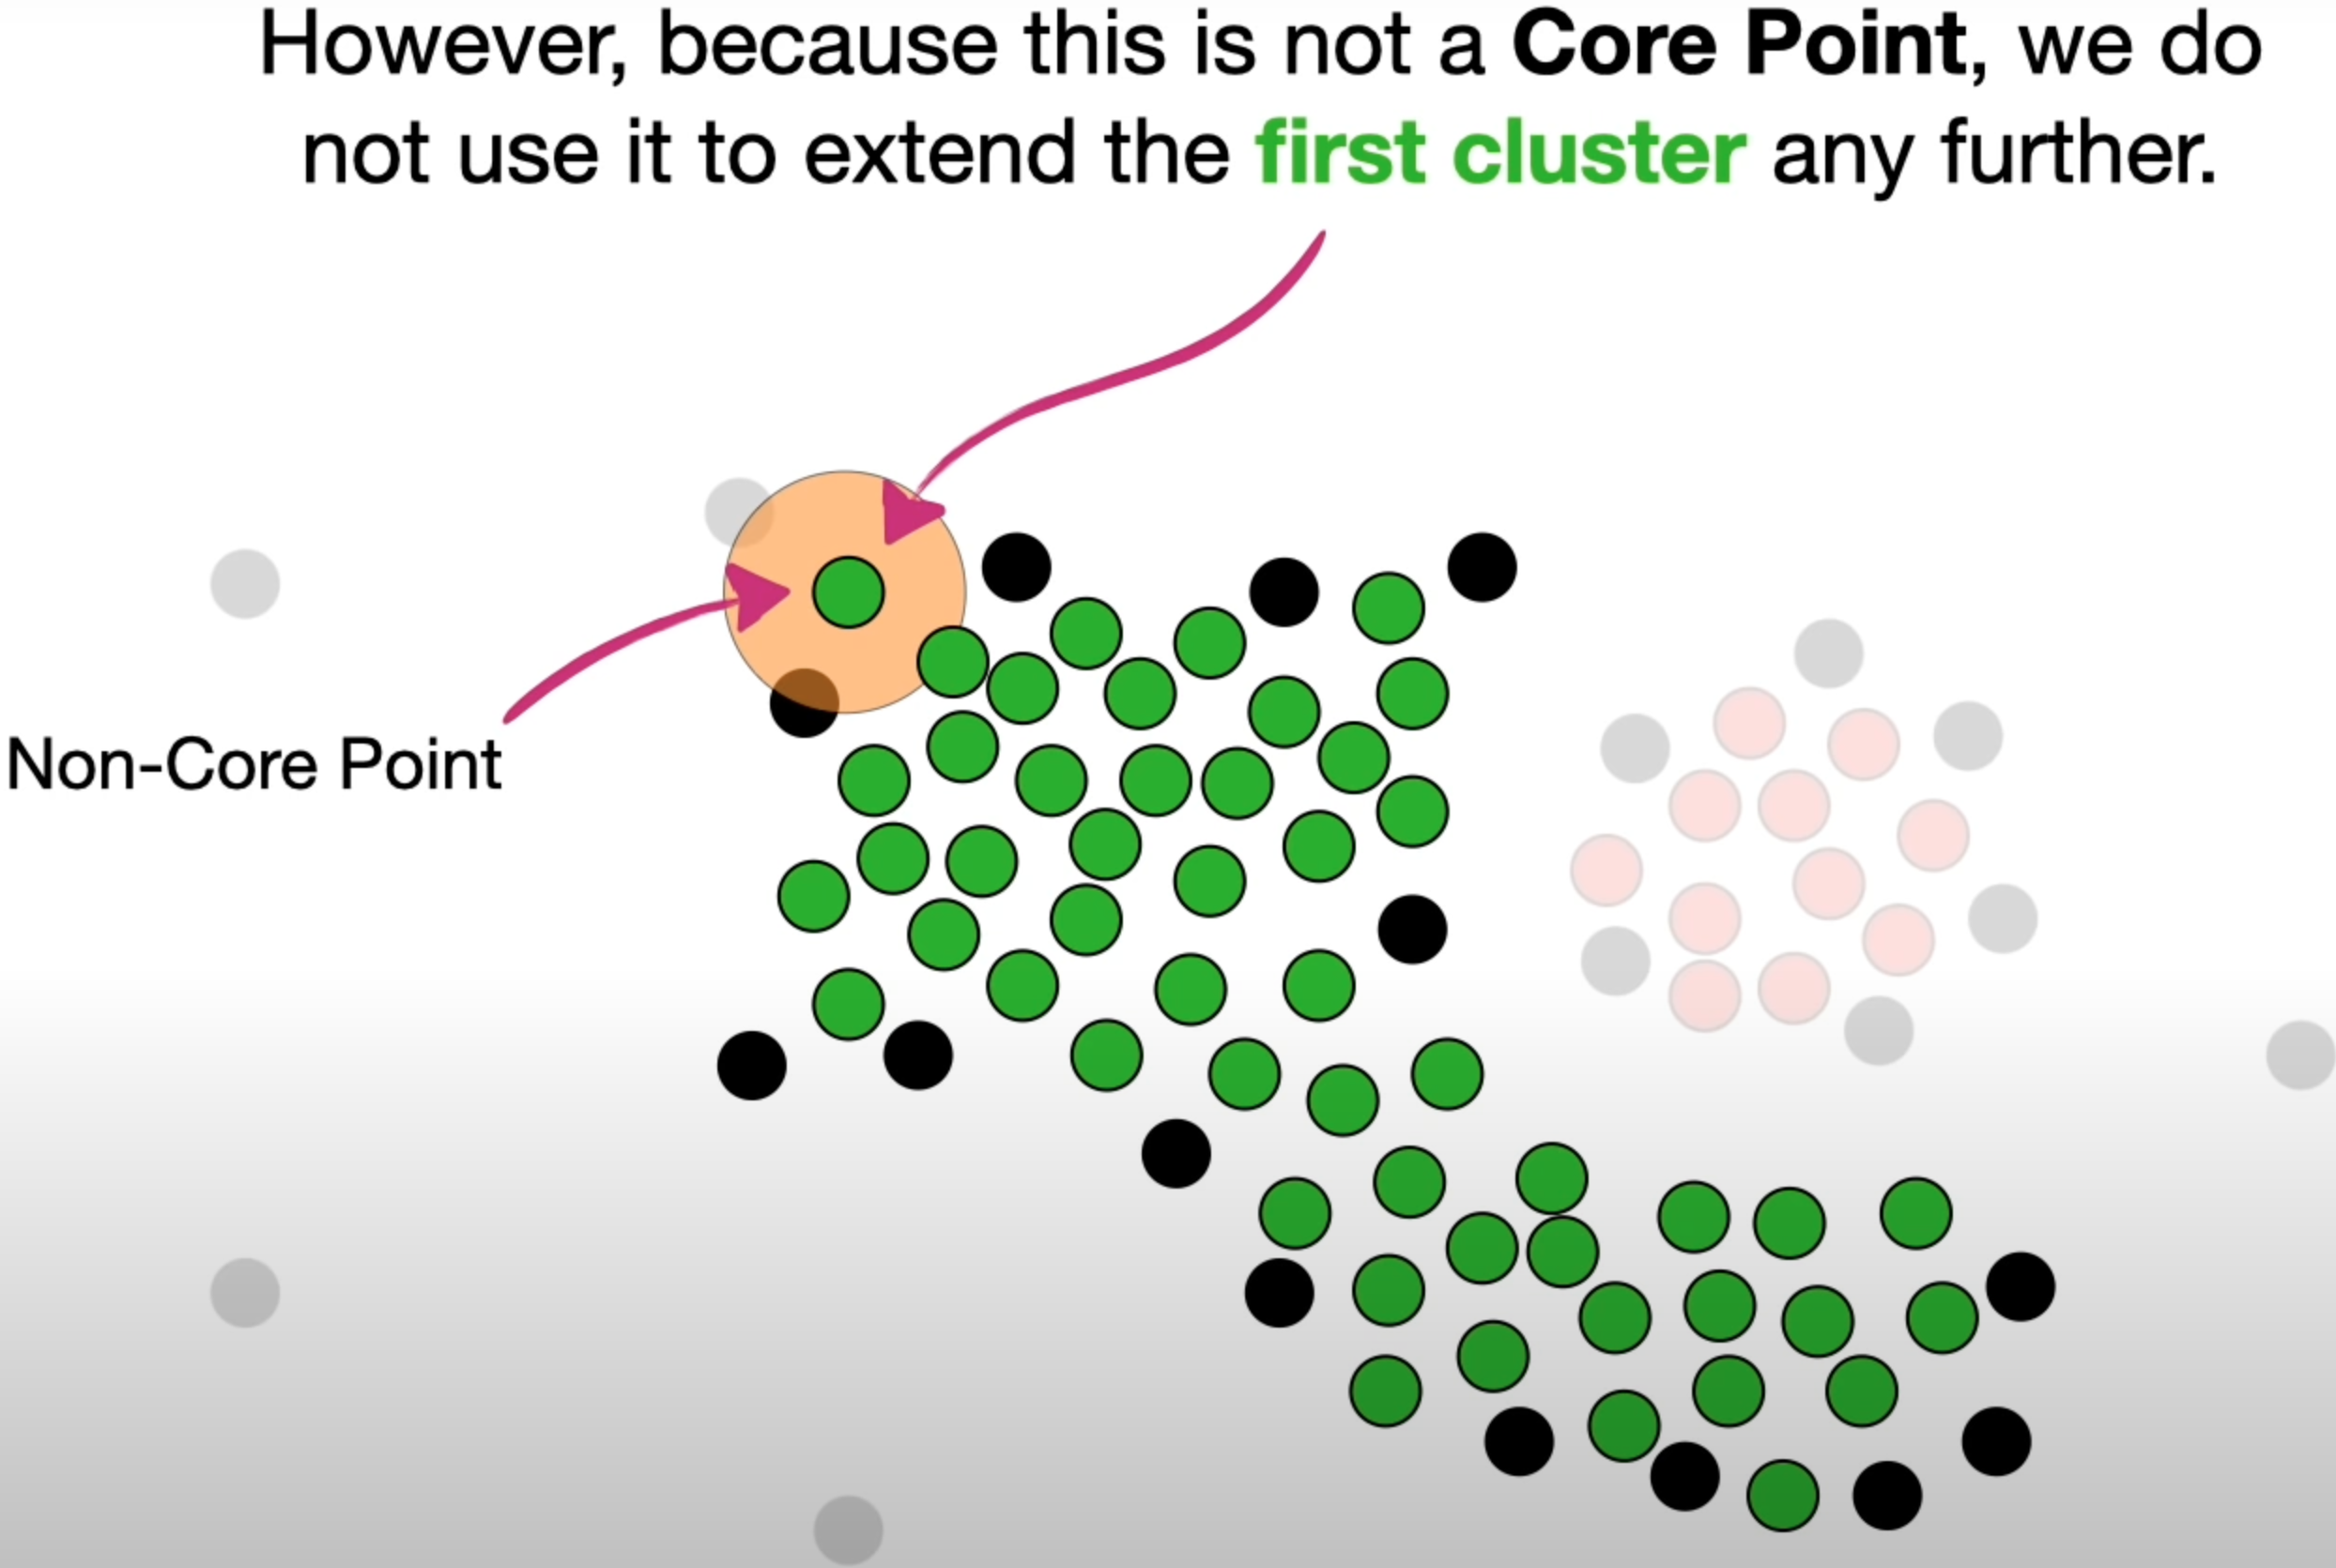 However, because this is not a Core Point, we do
not use it to extend the first cluster any further.
Non-Core Point